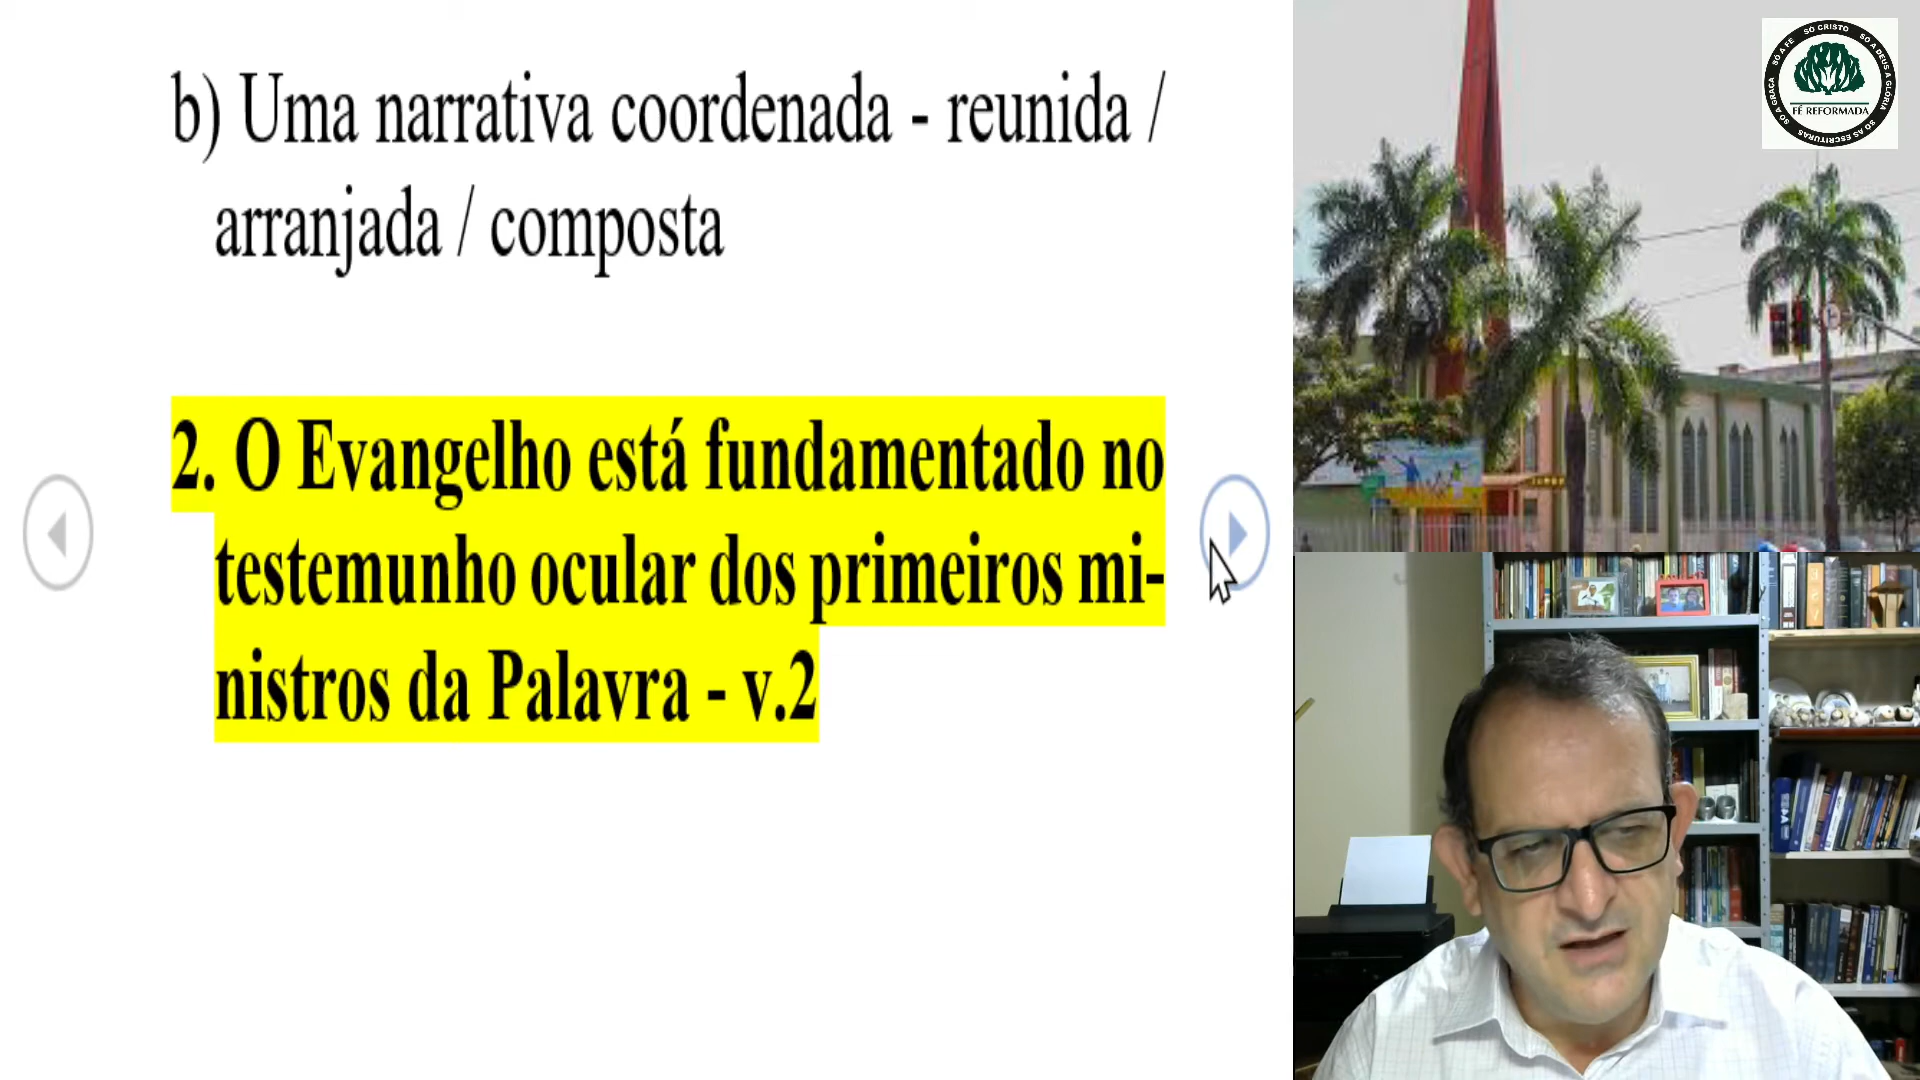 b) Uma narrativa coordenada - reunida /
arranjada / composta
2. O Evangelho está fundamentado no
testemunho ocular dos primeiros mi-
nistros da Palavra - v.2
SÓ A GRAÇA SÓ A FÉ SÓ CRISTO SÓ A DEUS A GLÓRIA SÓ AS ESCRITURAS
FÉ REFORMADA